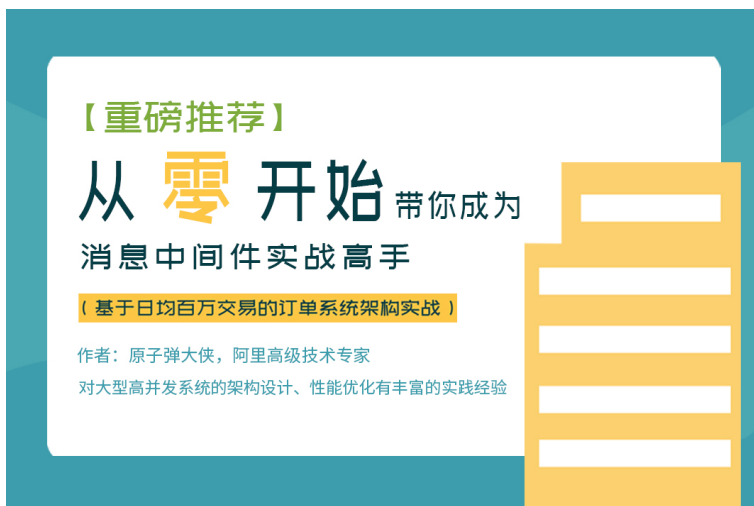 【重磅推荐】
从零开始带你成为
消息中间件实战高手
（基于日均百万交易的订单系统架构实战）
作者：原子弹大侠，阿里高级技术专家
对大型高并发系统的架构设计、性能优化有丰富的实践经验